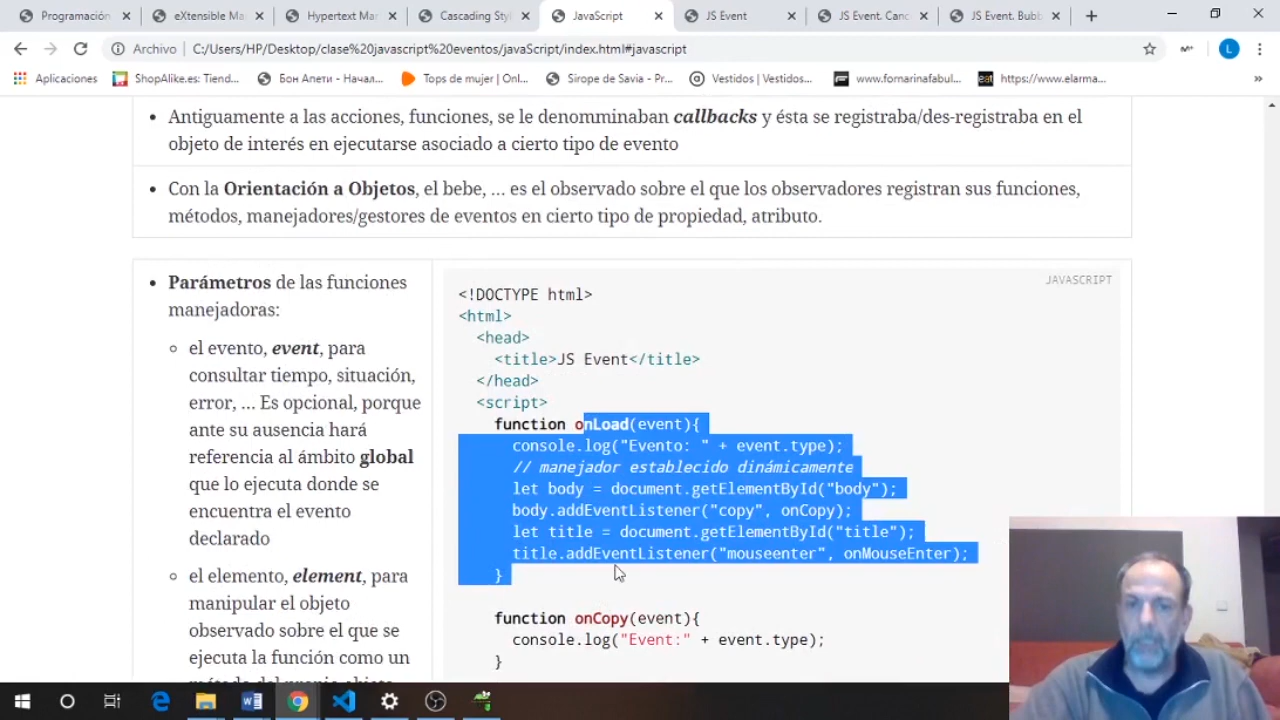 Programación
eXtensible Ma
Hypertext Mar
Cascading Styl
JavaScript
JS Event
JS Event. Canc
JS Event. Bubb
Archivo
C:/Users/HP/Desktop/clase%20javascript%20eventos/javaScript/index.html#javascript
L
Aplicaciones
ShopAlike.es: Tiend...
Бон Апети - Начал...
Tops de mujer | Onl...
Sirope de Savia - Pr...
Vestidos | Vestidos...
www.fornarinafabul...
eat
https://www.elarma...
»
• Antiguamente a las acciones, funciones, se le denomminaban callbacks y ésta se registraba/des-registraba en el
objeto de interés en ejecutarse asociado a cierto tipo de evento
• Con la Orientación a Objetos, el bebe, ... es el observado sobre el que los observadores registran sus funciones,
métodos, manejadores/gestores de eventos en cierto tipo de propiedad, atributo.
• Parámetros de las funciones
manejadoras:
◦ el evento, event, para
consultar tiempo, situación,
error, ... Es opcional, porque
ante su ausencia hará
referencia al ámbito global
que lo ejecuta donde se
encuentra el evento
declarado
◦ el elemento, element, para
manipular el objeto
observado sobre el que se
ejecuta la función como un
JAVASCRIPT
<!DOCTYPE html>
<html>
<head>
<title>JS Event</title>
</head>
<script>
function onLoad(event){
console.log("Evento: " + event.type);
// manejador establecido dinámicamente
let body = document.getElementById("body");
body.addEventListener("copy", onCopy);
let title = document.getElementById("title");
title.addEventListener("mouseenter", onMouseEnter);
}
function onCopy(event){
console.log("Event:" + event.type);
}